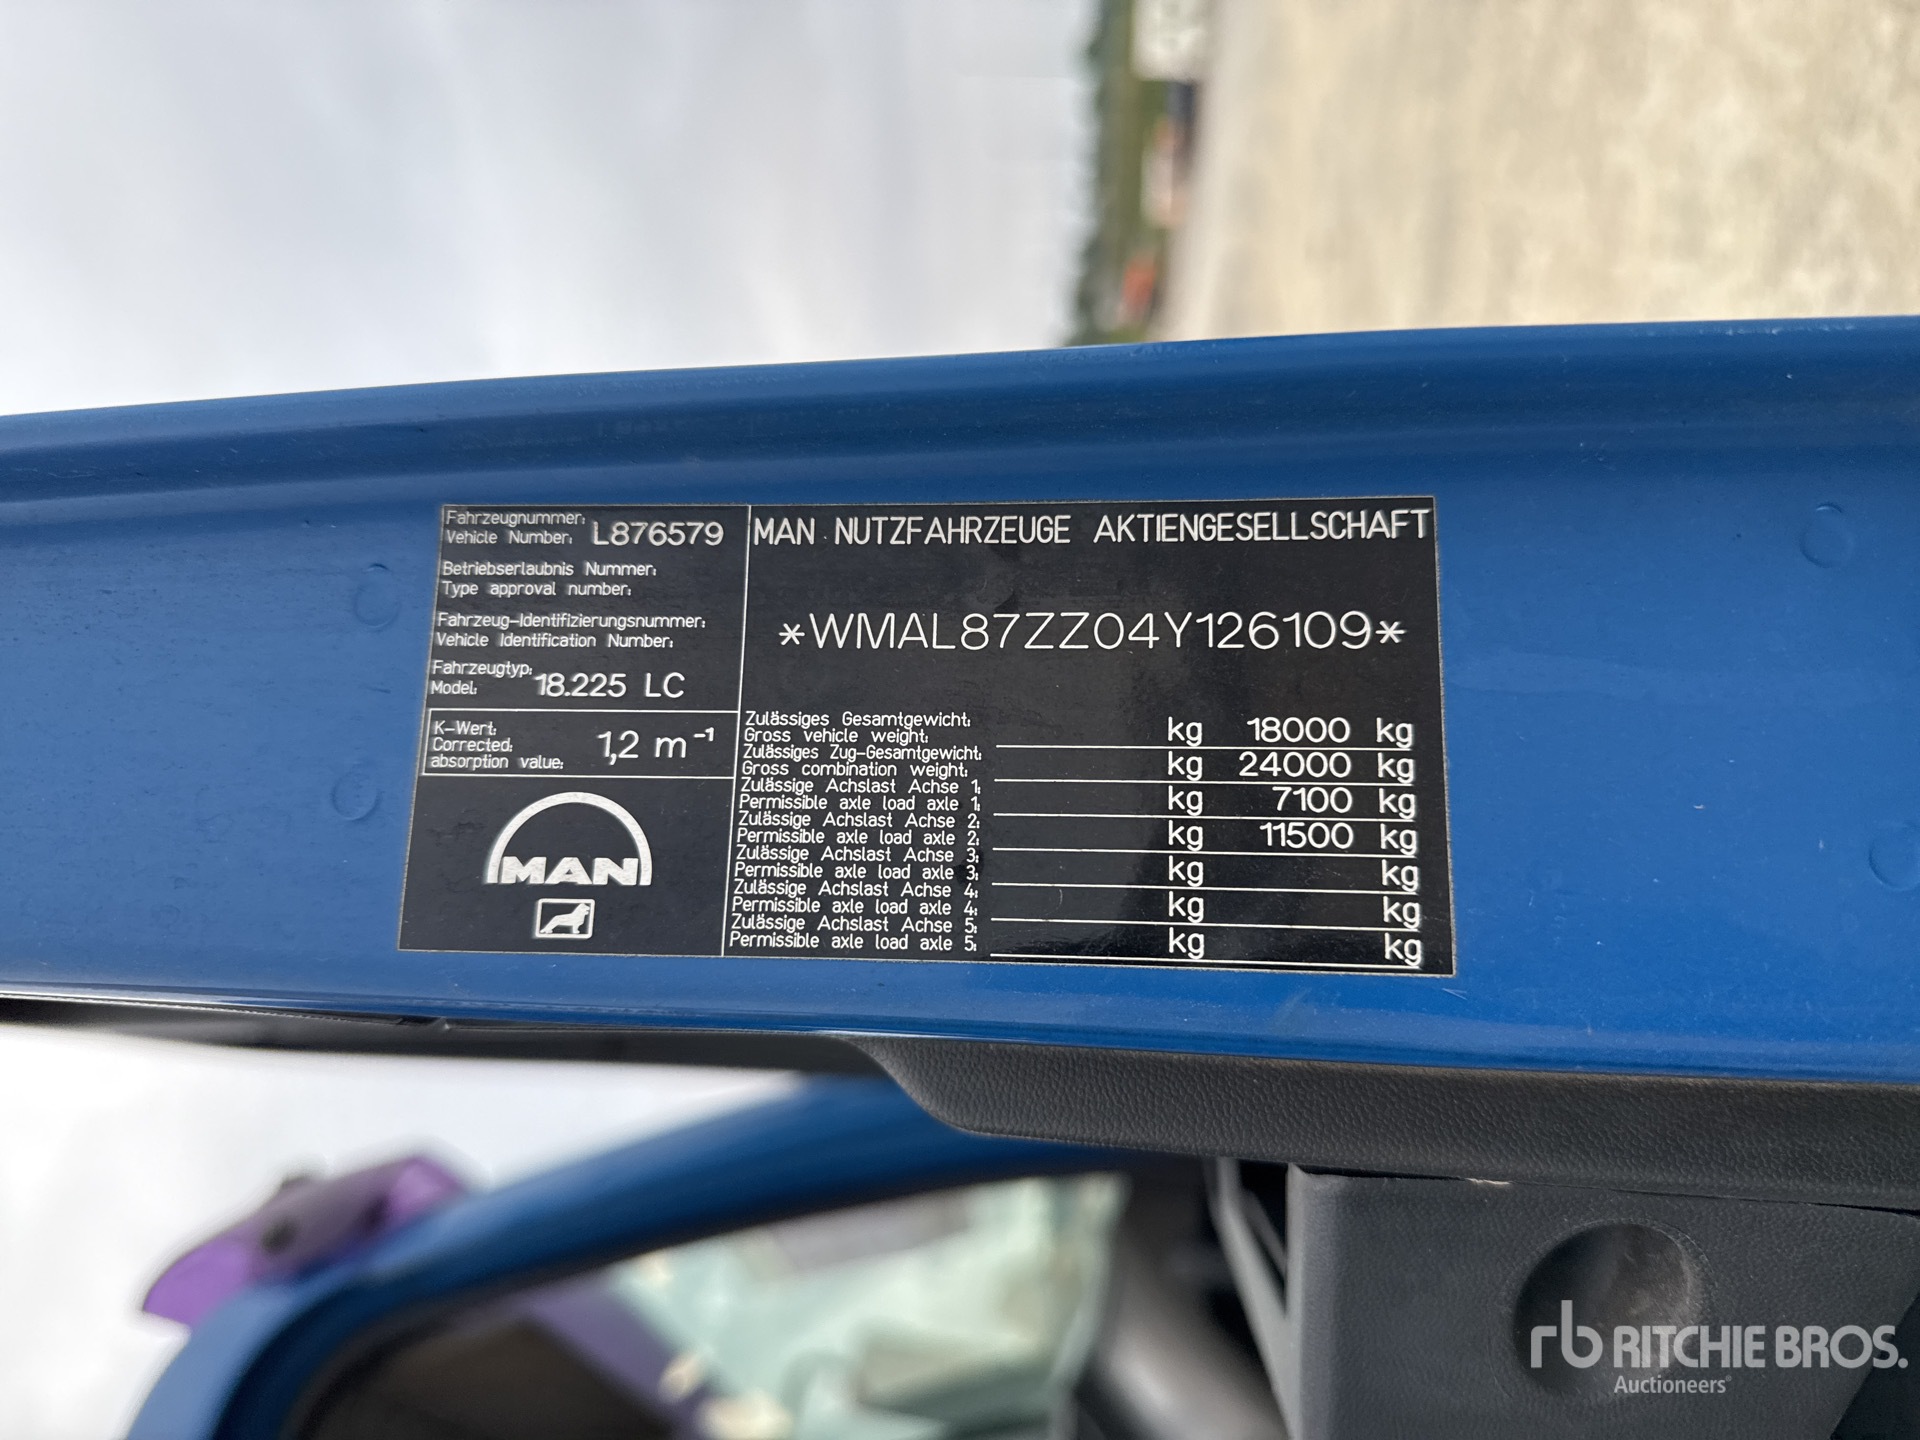 Fahrzeugnummer:
Vehicle Number: L876579
Betriebserlaubnis Nummer:
Type approval number:
Fahrzeug-Identifizierungsnummer:
Vehicle Identification Number:
Fahrzeugtyp:
Model: 18.225 LC
K-Wert:
Corrected:
absorption value: 1,2 m⁻¹
MAN
MAN NUTZFAHRZEUGE AKTIENGESELLSCHAFT
*WMAL87ZZ04Y126109*
Zulässiges Gesamtgewicht:
Gross vehicle weight: kg 18000 kg
Zulässiges Zug-Gesamtgewicht:
Gross combination weight: kg 24000 kg
Zulässige Achslast Achse 1:
Permissible axle load axle 1: kg 7100 kg
Zulässige Achslast Achse 2:
Permissible axle load axle 2: kg 11500 kg
Zulässige Achslast Achse 3:
Permissible axle load axle 3: kg kg
Zulässige Achslast Achse 4:
Permissible axle load axle 4: kg kg
Zulässige Achslast Achse 5:
Permissible axle load axle 5: kg kg
rb RITCHIE BROS.
Auctioneers